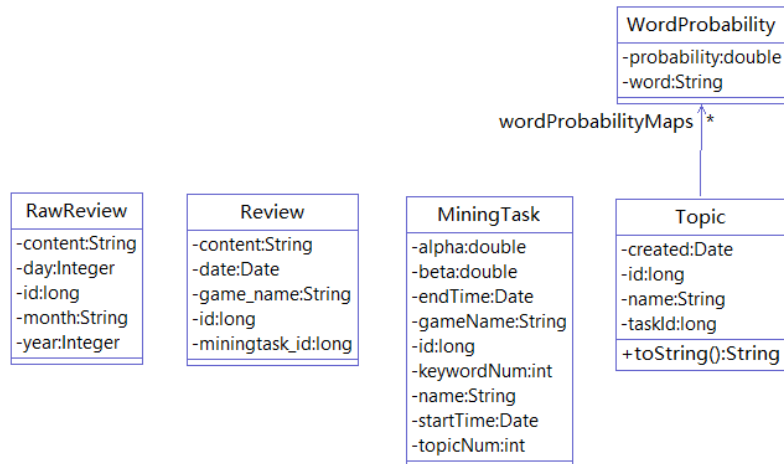 WordProbability
-probability:double
-word:String
wordProbabilityMaps *
RawReview
-content:String
-day:Integer
-id:long
-month:String
-year:Integer
Review
-content:String
-date:Date
-game_name:String
-id:long
-miningtask_id:long
MiningTask
-alpha:double
-beta:double
-endTime:Date
-gameName:String
-id:long
-keywordNum:int
-name:String
-startTime:Date
-topicNum:int
Topic
-created:Date
-id:long
-name:String
-taskId:long
+toString():String